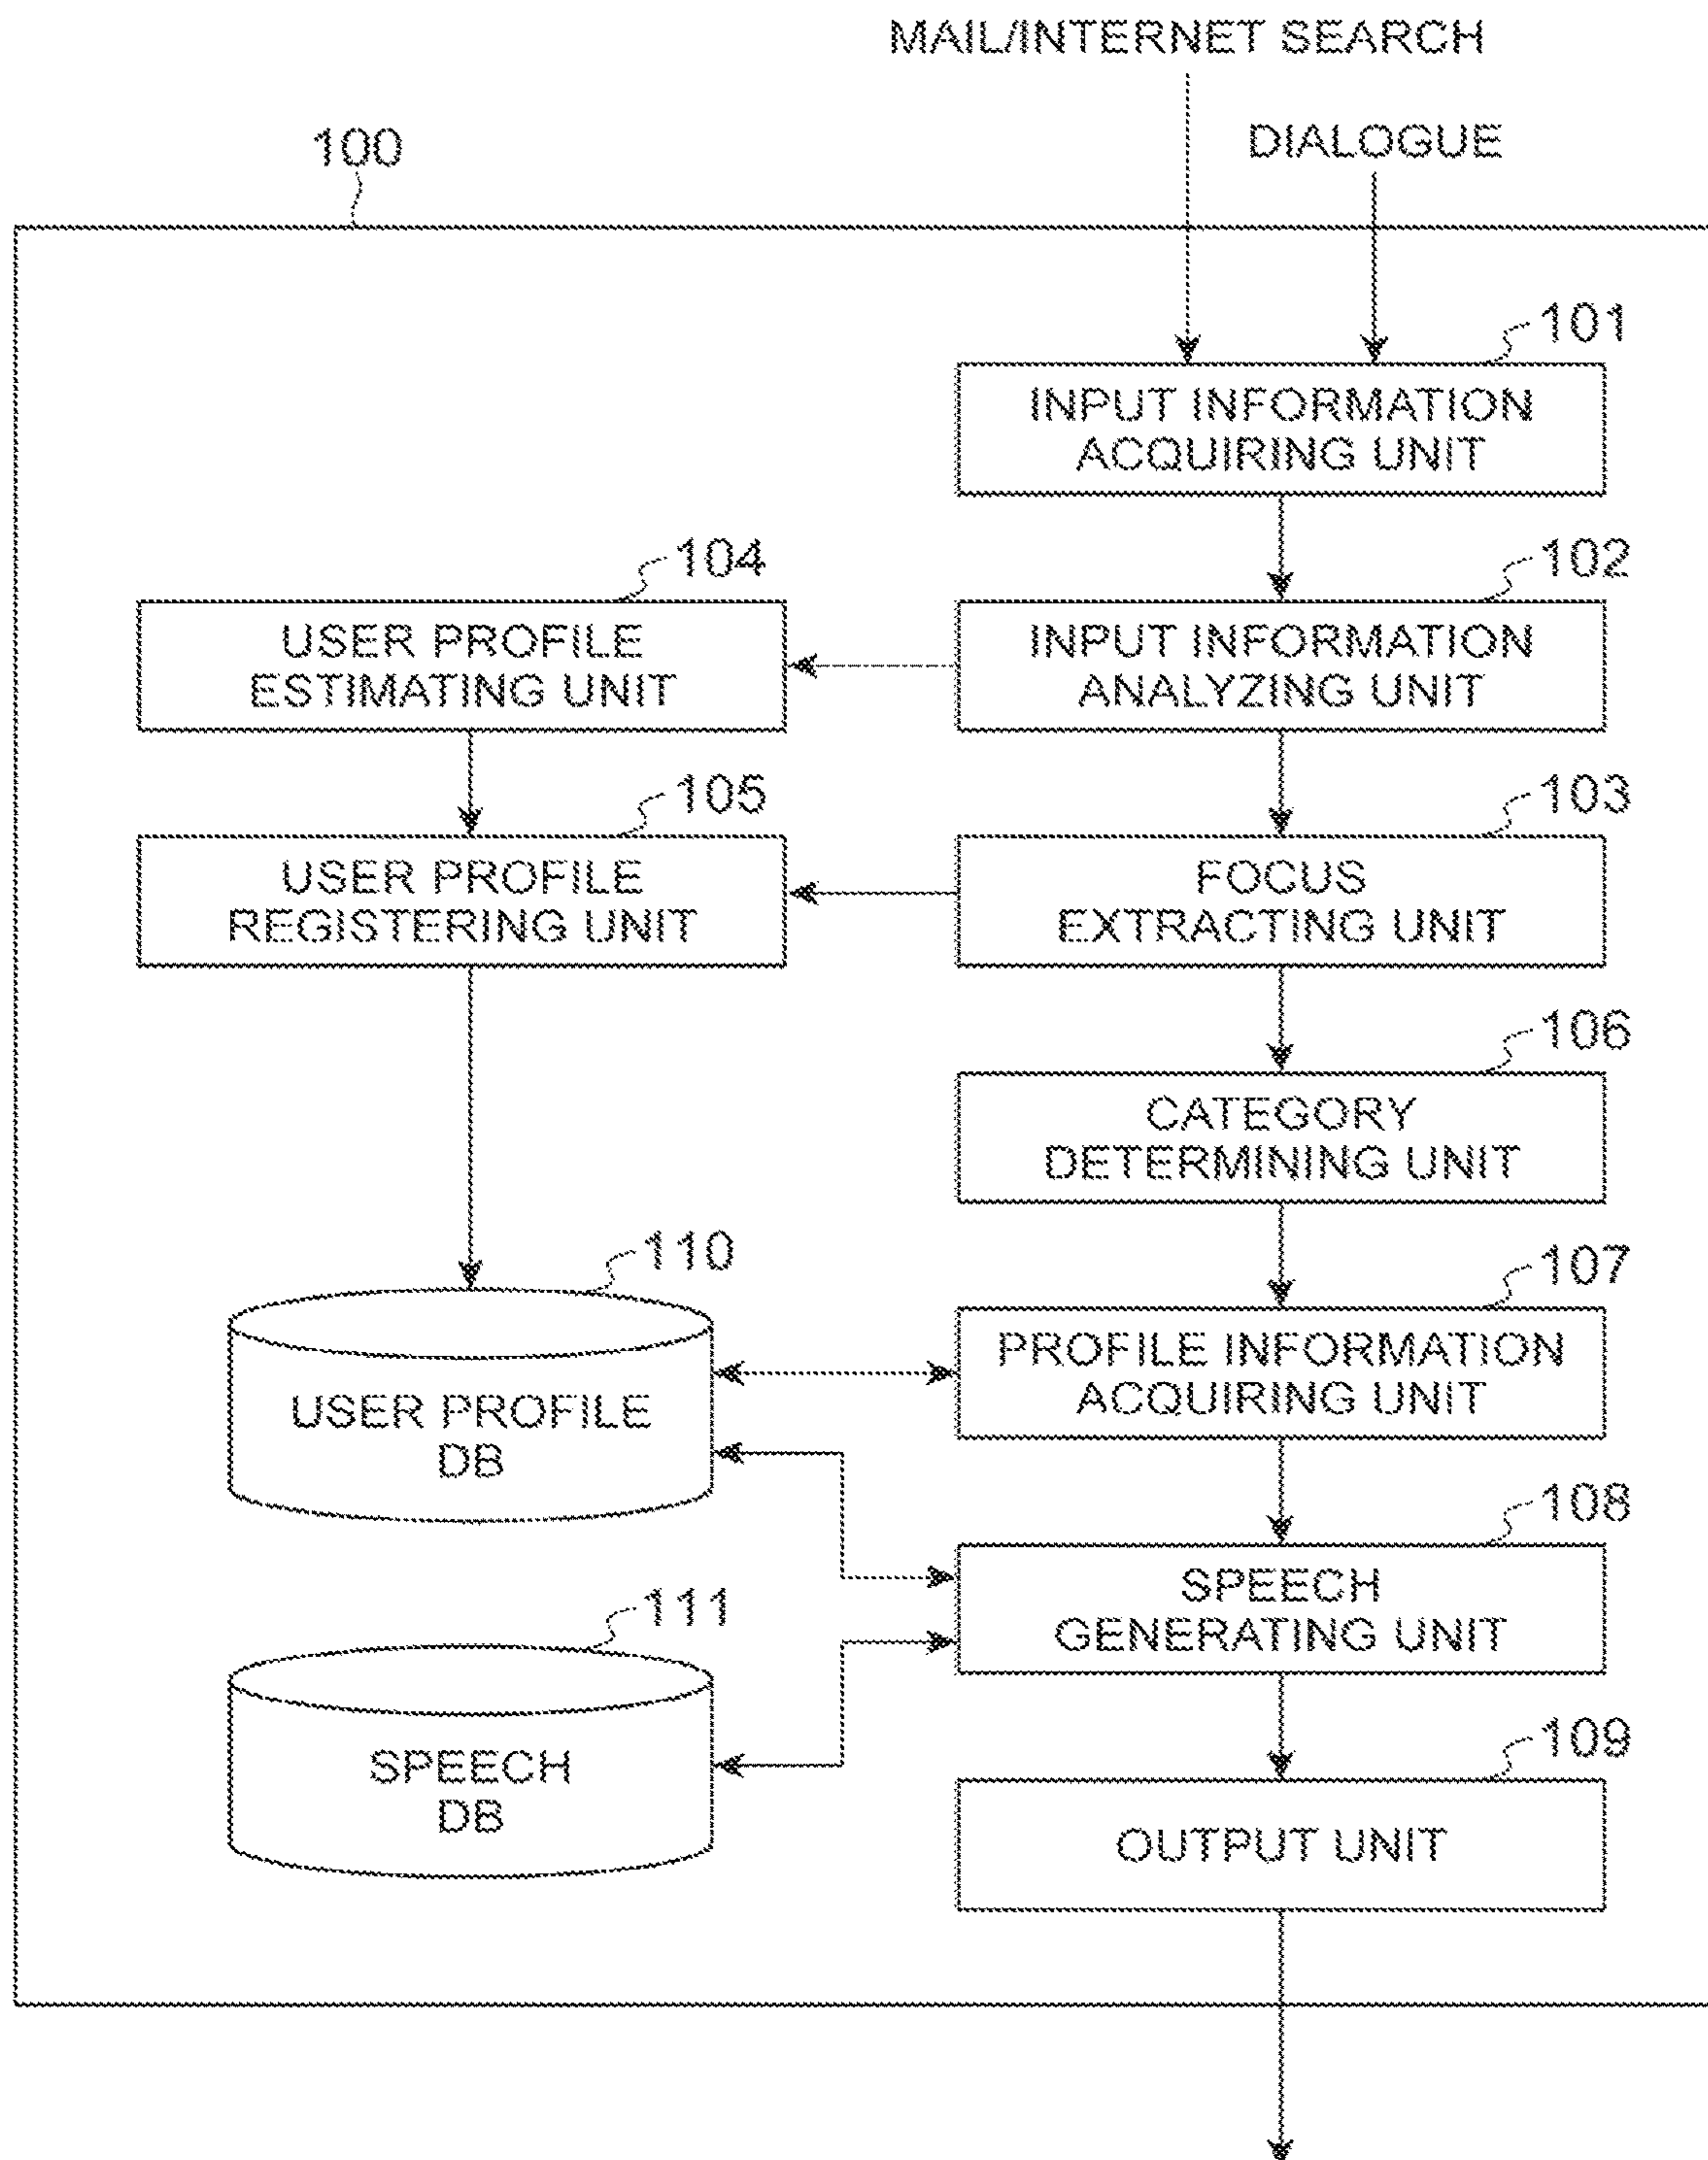 MAIL/INTERNET SEARCH
DIALOGUE
100
101
INPUT INFORMATION
ACQUIRING UNIT
104
USER PROFILE
ESTIMATING UNIT
102
INPUT INFORMATION
ANALYZING UNIT
105
USER PROFILE
REGISTERING UNIT
103
FOCUS
EXTRACTING UNIT
106
CATEGORY
DETERMINING UNIT
110
USER PROFILE
DB
107
PROFILE INFORMATION
ACQUIRING UNIT
108
SPEECH
GENERATING UNIT
111
SPEECH
DB
109
OUTPUT UNIT